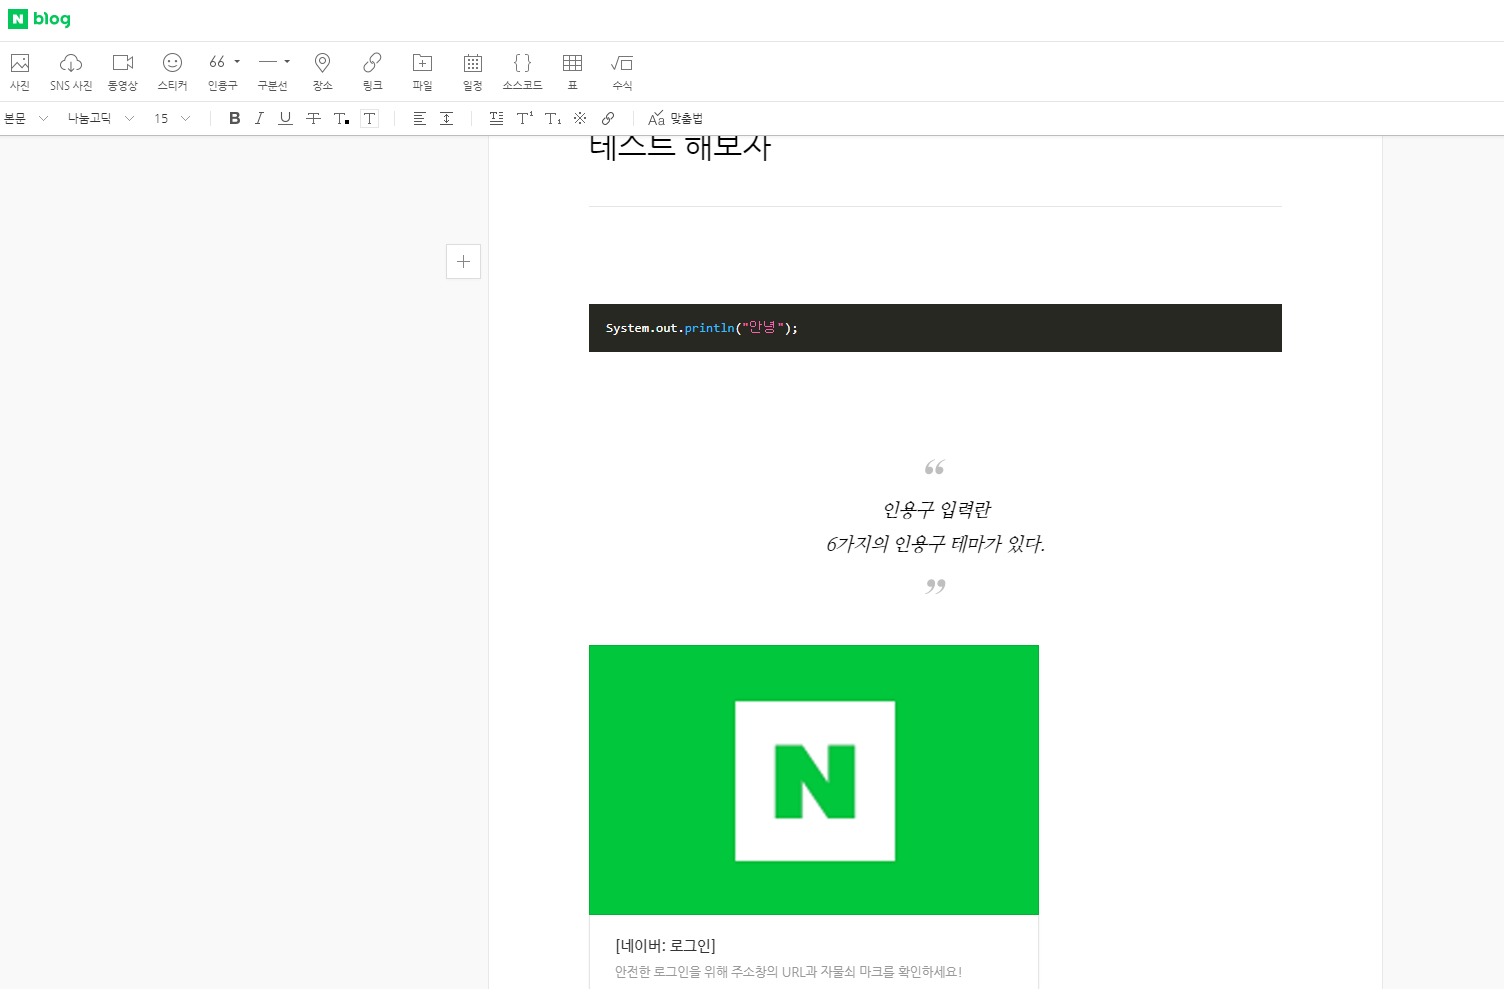 N blog
사진 SNS 사진 동영상 스티커 인용구 구분선 장소 링크 파일 일정 소스코드 표 수식
본문 나눔고딕 15 B I U T T T T¹ T₁ ※ Aa 맞춤법
테스트 해보자
System.out.println("안녕");
“
인용구 입력란
6가지의 인용구 테마가 있다.
”
N
[네이버: 로그인]
안전한 로그인을 위해 주소창의 URL과 자물쇠 마크를 확인하세요!